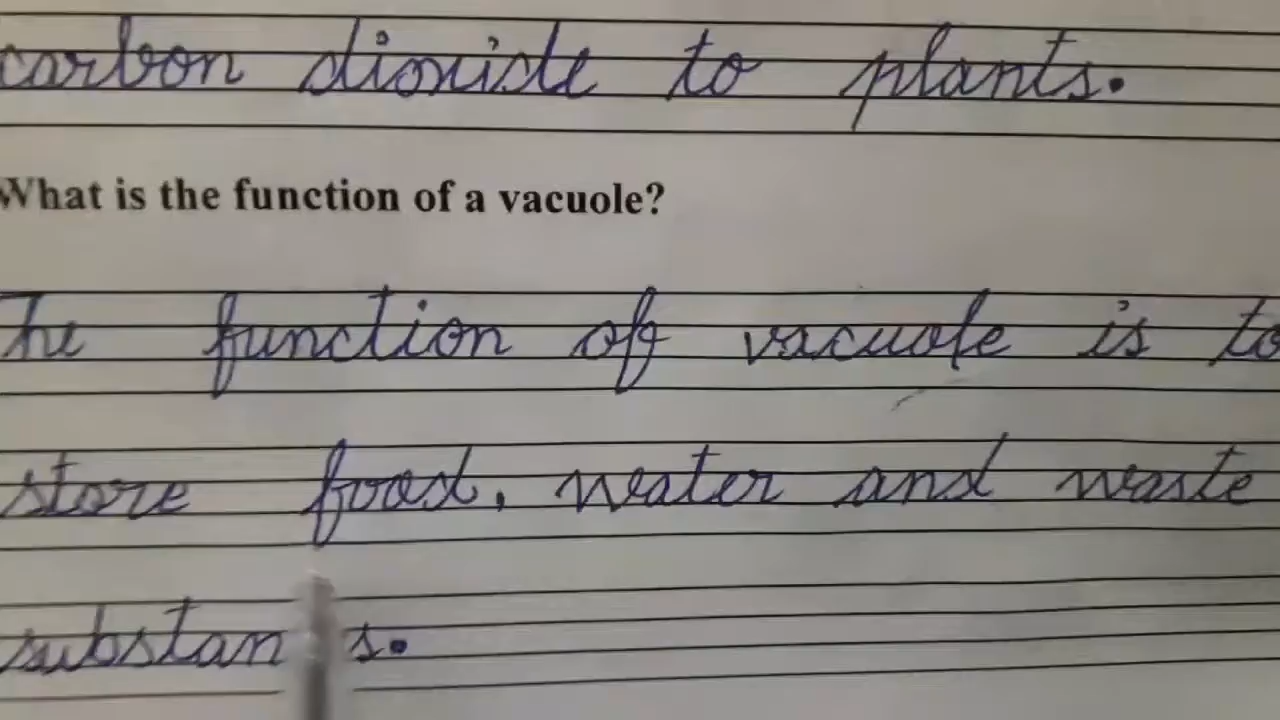 carbon dioxide to plants.
What is the function of a vacuole?
The function of vacuole is to
store food, water and waste
substan s.